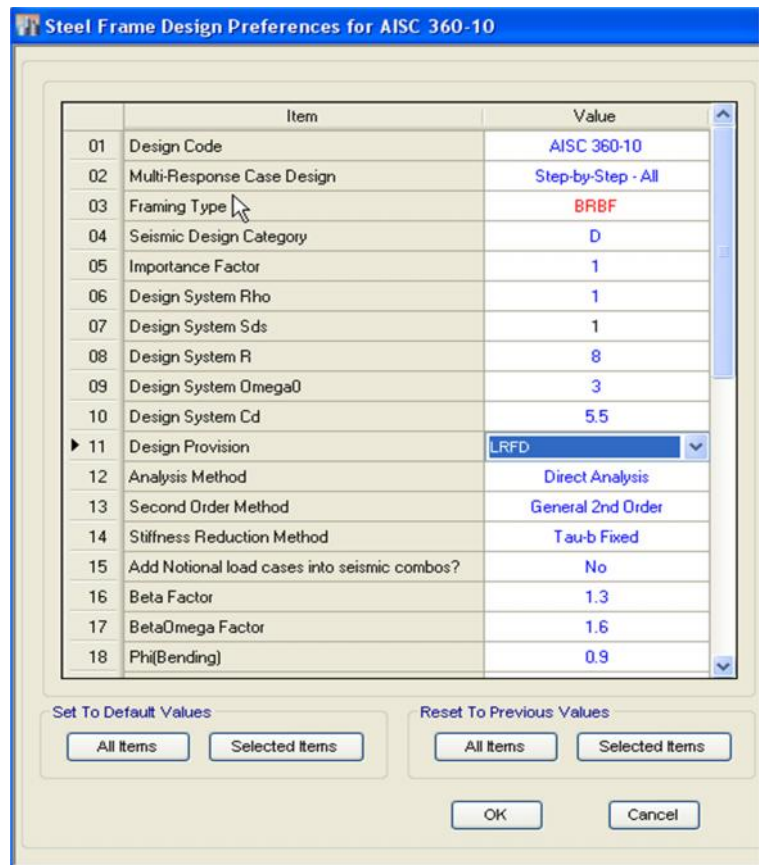 Steel Frame Design Preferences for AISC 360-10
Item Value
01 Design Code AISC 360-10
02 Multi-Response Case Design Step-by-Step - All
03 Framing Type BRBF
04 Seismic Design Category D
05 Importance Factor 1
06 Design System Rho 1
07 Design System Sds 1
08 Design System R 8
09 Design System Omega0 3
10 Design System Cd 5.5
11 Design Provision LRFD
12 Analysis Method Direct Analysis
13 Second Order Method General 2nd Order
14 Stiffness Reduction Method Tau-b Fixed
15 Add Notional load cases into seismic combos? No
16 Beta Factor 1.3
17 BetaOmega Factor 1.6
18 Phi(Bending) 0.9
Set To Default Values Reset To Previous Values
All Items Selected Items All Items Selected Items
OK Cancel